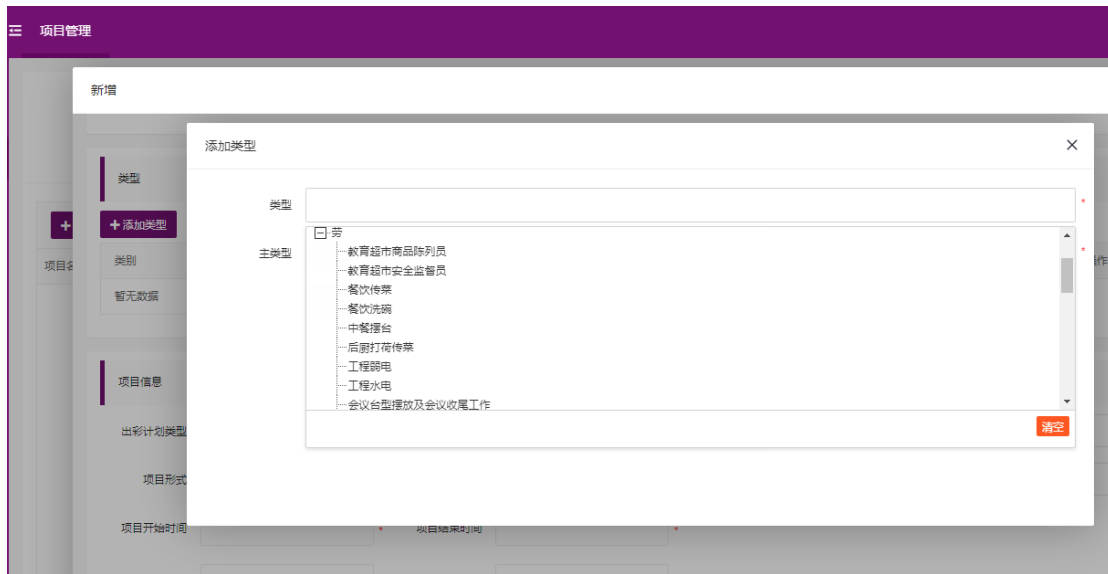 项目管理
新增
添加类型
类型
+添加类型
类别
暂无数据
项目名
操作
类型 *
主类型 *
劳
教育超市商品陈列员
教育超市安全监督员
餐饮传菜
餐饮洗碗
中餐摆台
后厨打荷传菜
工程弱电
工程水电
会议台型摆放及会议收尾工作
清空
项目信息
出彩计划类型
项目形式
项目开始时间 * 项目结束时间 *